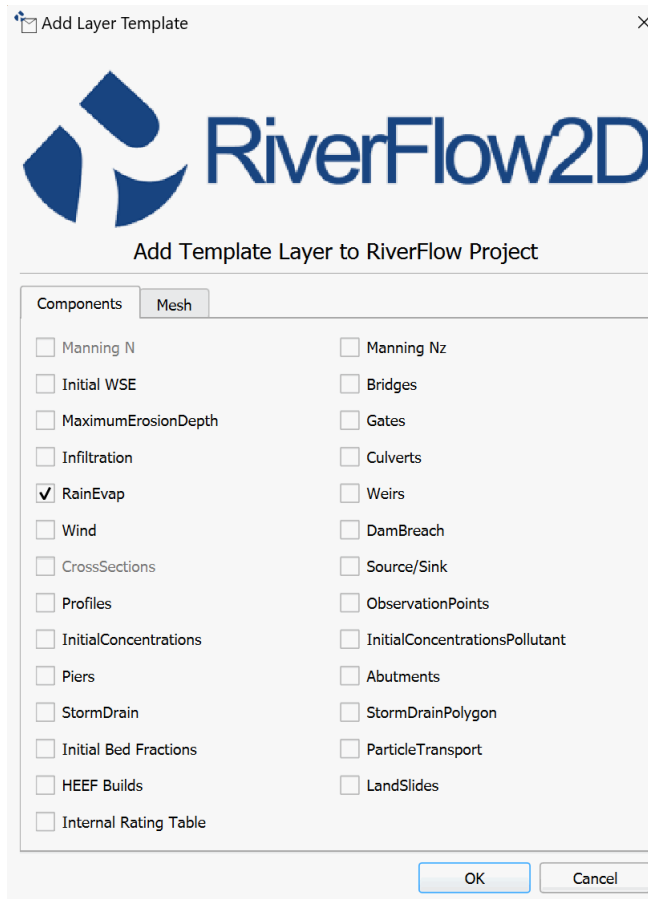 Add Layer Template
RiverFlow2D
Add Template Layer to RiverFlow Project
Components Mesh
Manning N Manning Nz
Initial WSE Bridges
MaximumErosionDepth Gates
Infiltration Culverts
RainEvap Weirs
Wind DamBreach
CrossSections Source/Sink
Profiles ObservationPoints
InitialConcentrations InitialConcentrationsPollutant
Piers Abutments
StormDrain StormDrainPolygon
Initial Bed Fractions ParticleTransport
HEEF Builds LandSlides
Internal Rating Table
OK Cancel